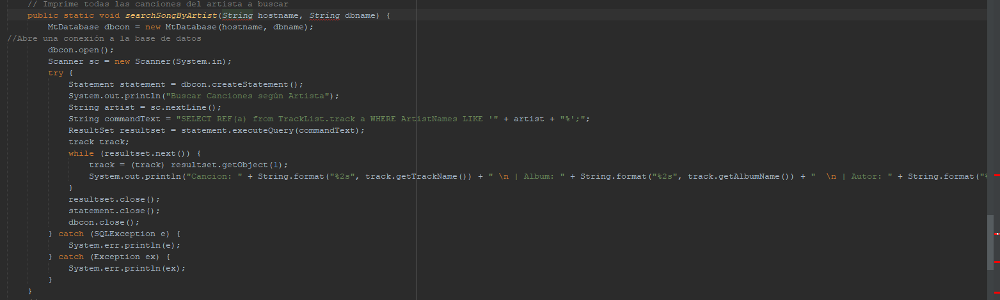 // Imprime todas las canciones del artista a buscar
public static void searchSongByArtist(String hostname, String dbname) {
MtDatabase dbcon = new MtDatabase(hostname, dbname);
//Abre una conexión a la base de datos
dbcon.open();
Scanner sc = new Scanner(System.in);
try {
Statement statement = dbcon.createStatement();
System.out.println("Buscar Canciones según Artista");
String artist = sc.nextLine();
String commandText = "SELECT REF(a) from TrackList.track a WHERE ArtistNames LIKE '" + artist + "%';";
ResultSet resultset = statement.executeQuery(commandText);
track track;
while (resultset.next()) {
track = (track) resultset.getObject(1);
System.out.println("Cancion: " + String.format("%2s", track.getTrackName()) + " \n | Album: " + String.format("%2s", track.getAlbumName()) + "  \n | Autor: " + String.format("%
}
resultset.close();
statement.close();
dbcon.close();
} catch (SQLException e) {
System.err.println(e);
} catch (Exception ex) {
System.err.println(ex);
}
}